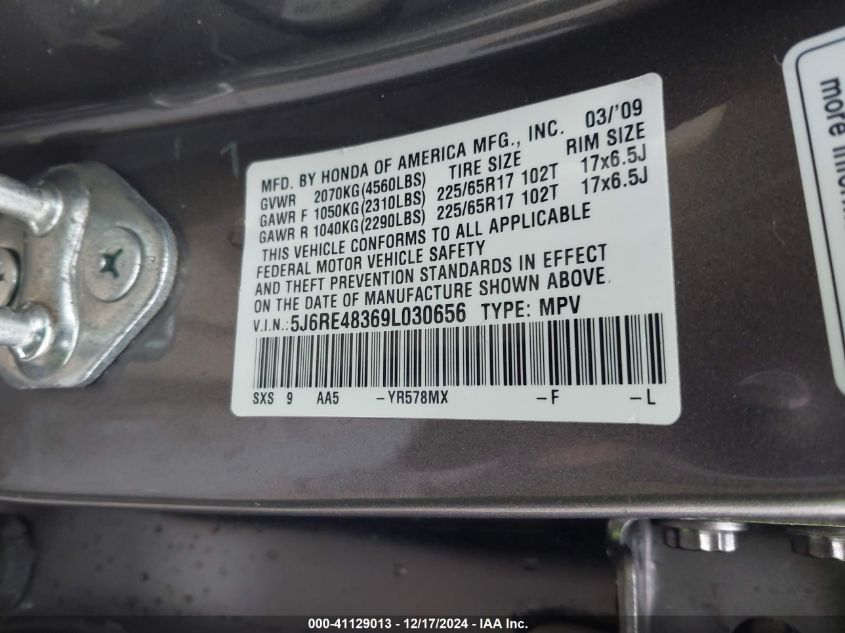 MFD. BY HONDA OF AMERICA MFG., INC. 03/'09
GVWR 2070KG(4560LBS) TIRE SIZE RIM SIZE
GAWR F 1050KG(2310LBS) 225/65R17 102T 17x6.5J
GAWR R 1040KG(2290LBS) 225/65R17 102T 17x6.5J
THIS VEHICLE CONFORMS TO ALL APPLICABLE
FEDERAL MOTOR VEHICLE SAFETY
AND THEFT PREVENTION STANDARDS IN EFFECT
ON THE DATE OF MANUFACTURE SHOWN ABOVE.
V.I.N.:5J6RE48369L030656 TYPE: MPV
SXS 9 AA5 -YR578MX -F -L
more
000-41129013 - 12/17/2024 - IAA Inc.